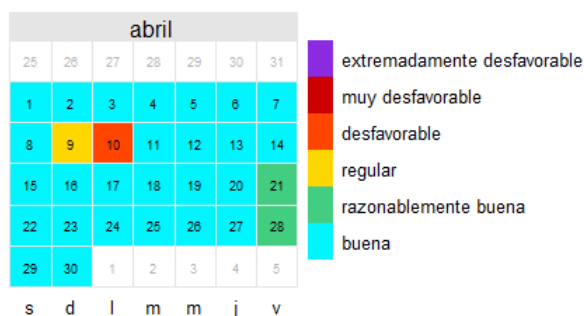 abril
25 26 27 28 29 30 31
1 2 3 4 5 6 7
8 9 10 11 12 13 14
15 16 17 18 19 20 21
22 23 24 25 26 27 28
29 30 1 2 3 4 5
s d l m m j v
extremadamente desfavorable
muy desfavorable
desfavorable
regular
razonablemente buena
buena